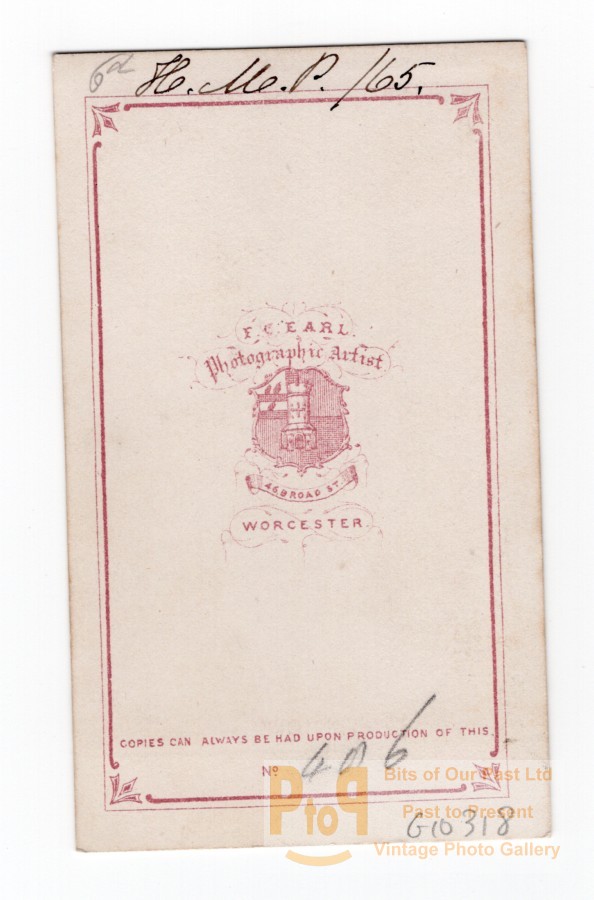 6d H. M. P. /65.
F. C. EARL.
Photographic Artist
46 BROAD ST
WORCESTER.
COPIES CAN ALWAYS BE HAD UPON PRODUCTION OF THIS.
No 406
PtoP
Bits of Our Past Ltd
Past to Present
G10318
Vintage Photo Gallery